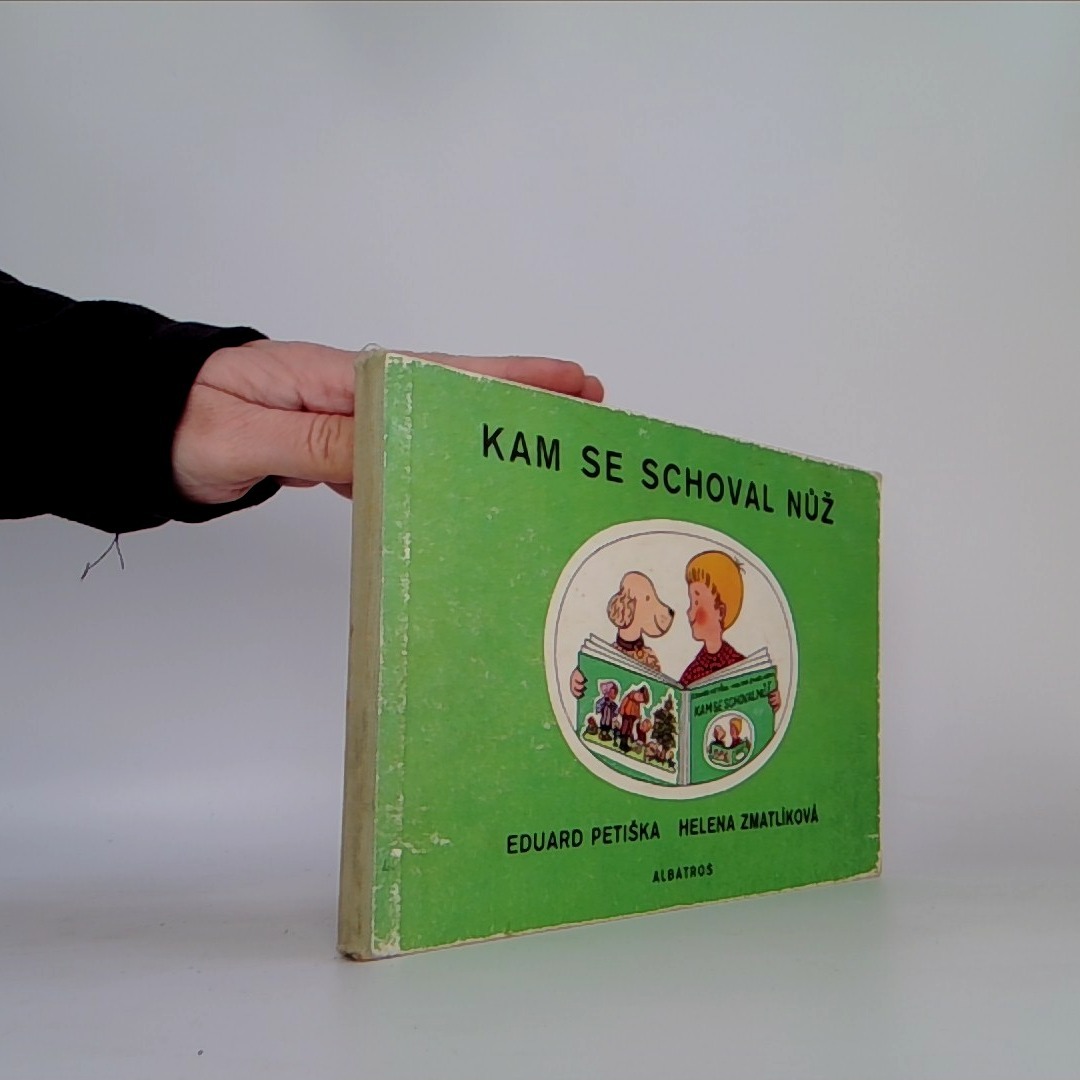 KAM SE SCHOVAL NŮŽ
KAM SE SCHOVAL NŮŽ
EDUARD PETIŠKA HELENA ZMATLÍKOVÁ
ALBATROS